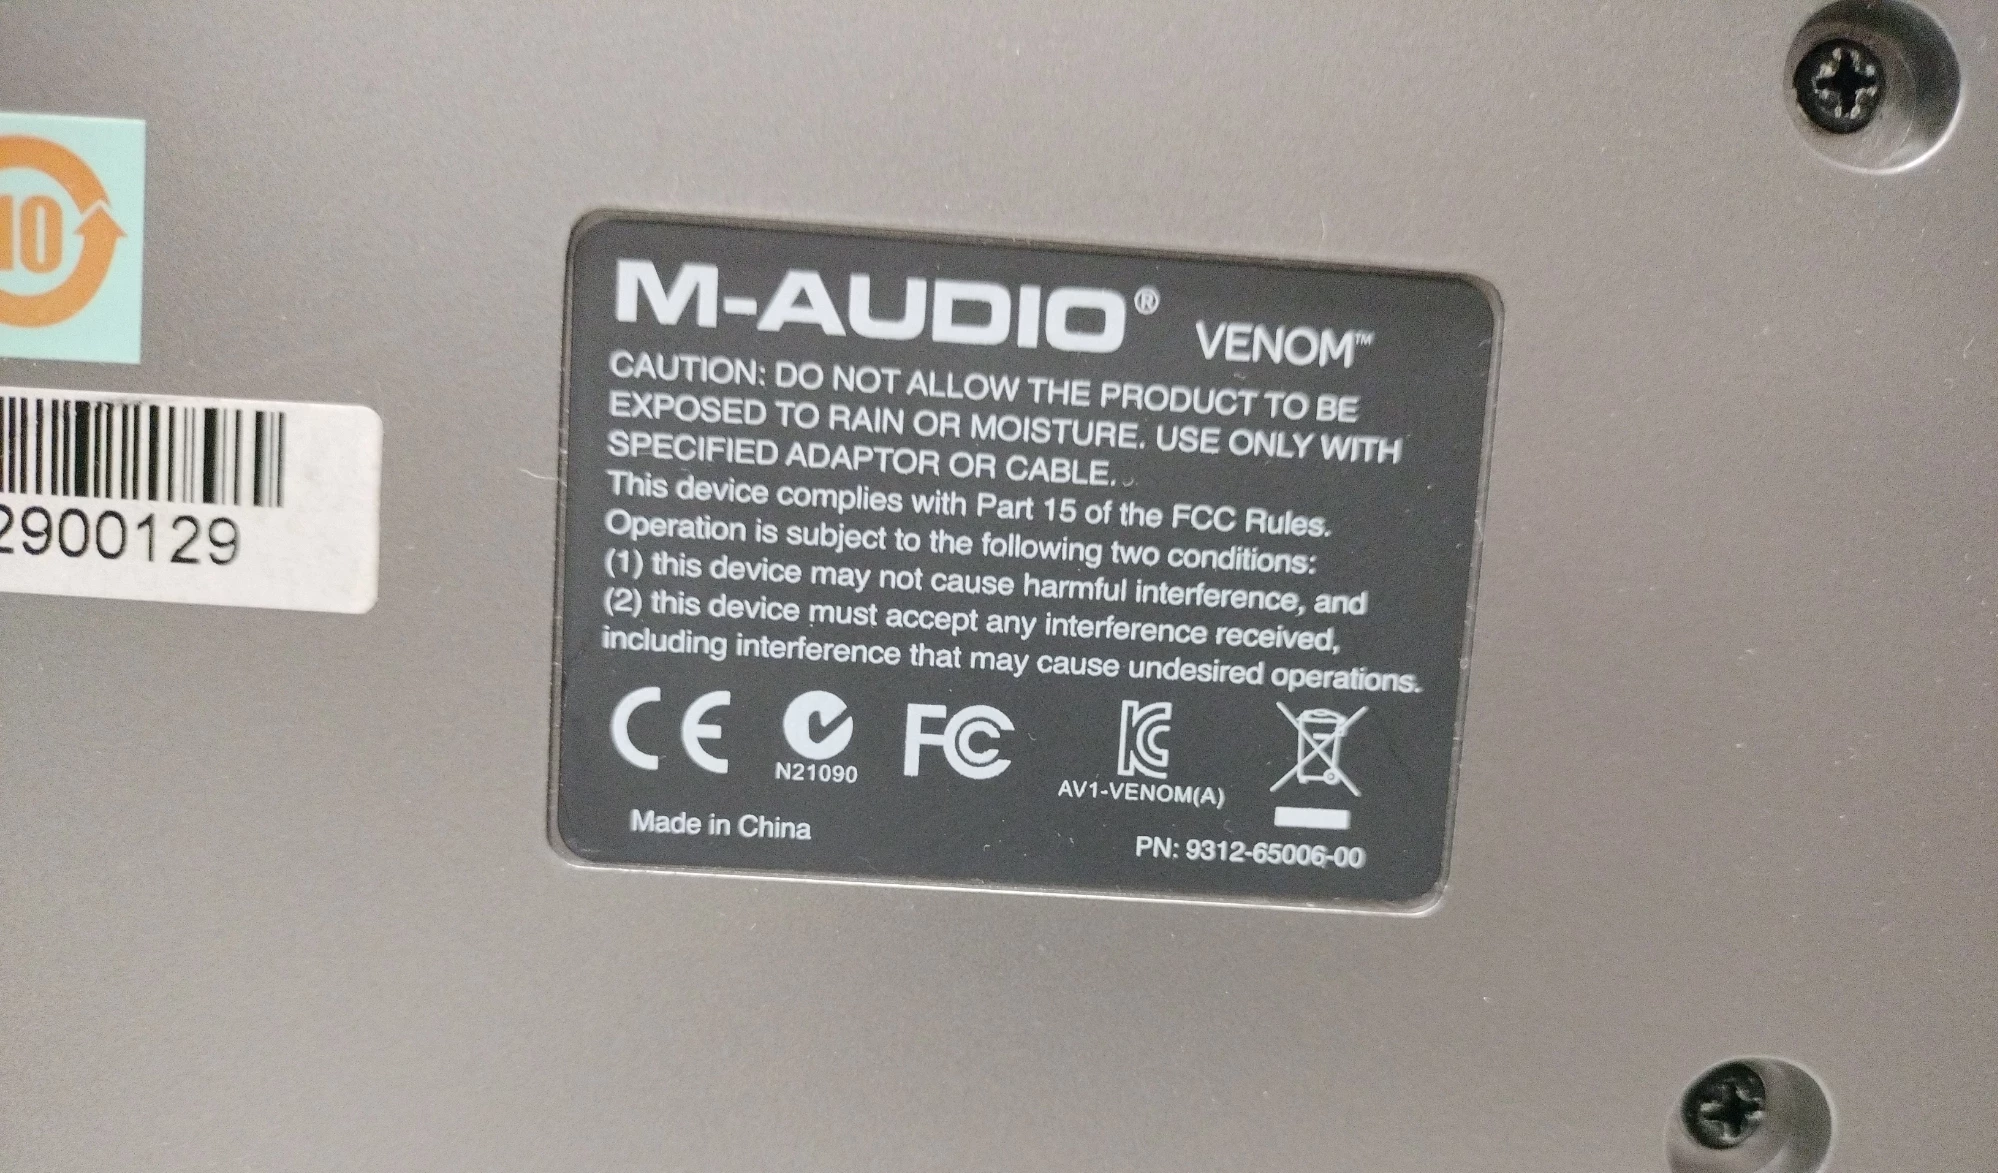 10
2900129
M-AUDIO® VENOM™
CAUTION: DO NOT ALLOW THE PRODUCT TO BE
EXPOSED TO RAIN OR MOISTURE. USE ONLY WITH
SPECIFIED ADAPTOR OR CABLE.
This device complies with Part 15 of the FCC Rules.
Operation is subject to the following two conditions:
(1) this device may not cause harmful interference, and
(2) this device must accept any interference received,
including interference that may cause undesired operations.
CE FC KC
N21090 AV1-VENOM(A)
Made in China PN: 9312-65006-00